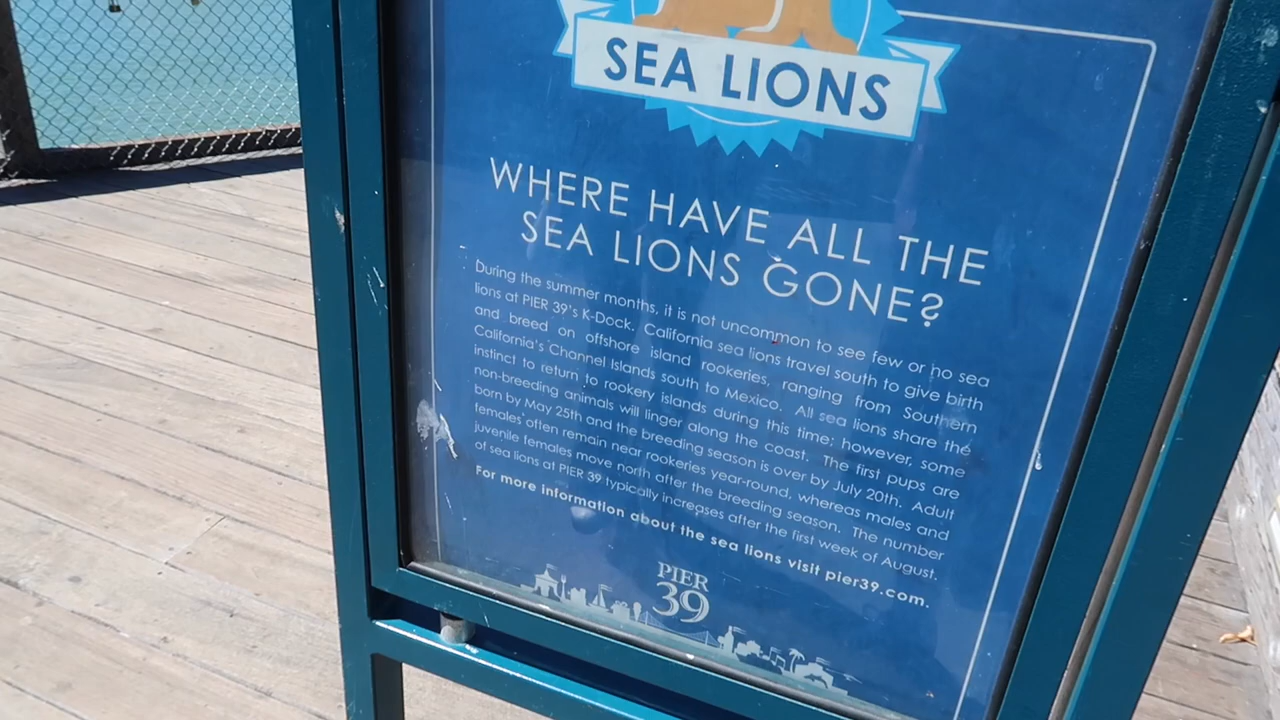 SEA LIONS
WHERE HAVE ALL THE
SEA LIONS GONE?
During the summer months, it is not uncommon to see few or no sea
lions at PIER 39's K-Dock. California sea lions travel south to give birth
and breed on offshore island rookeries, ranging from Southern
California's Channel Islands south to Mexico. All sea lions share the
instinct to return to rookery islands during this time; however, some
non-breeding animals will linger along the coast. The first pups are
born by May 25th and the breeding season is over by July 20th. Adult
females often remain near rookeries year-round, whereas males and
juvenile females move north after the breeding season. The number
of sea lions at PIER 39 typically increases after the first week of August.
For more information about the sea lions visit pier39.com.
PIER
39